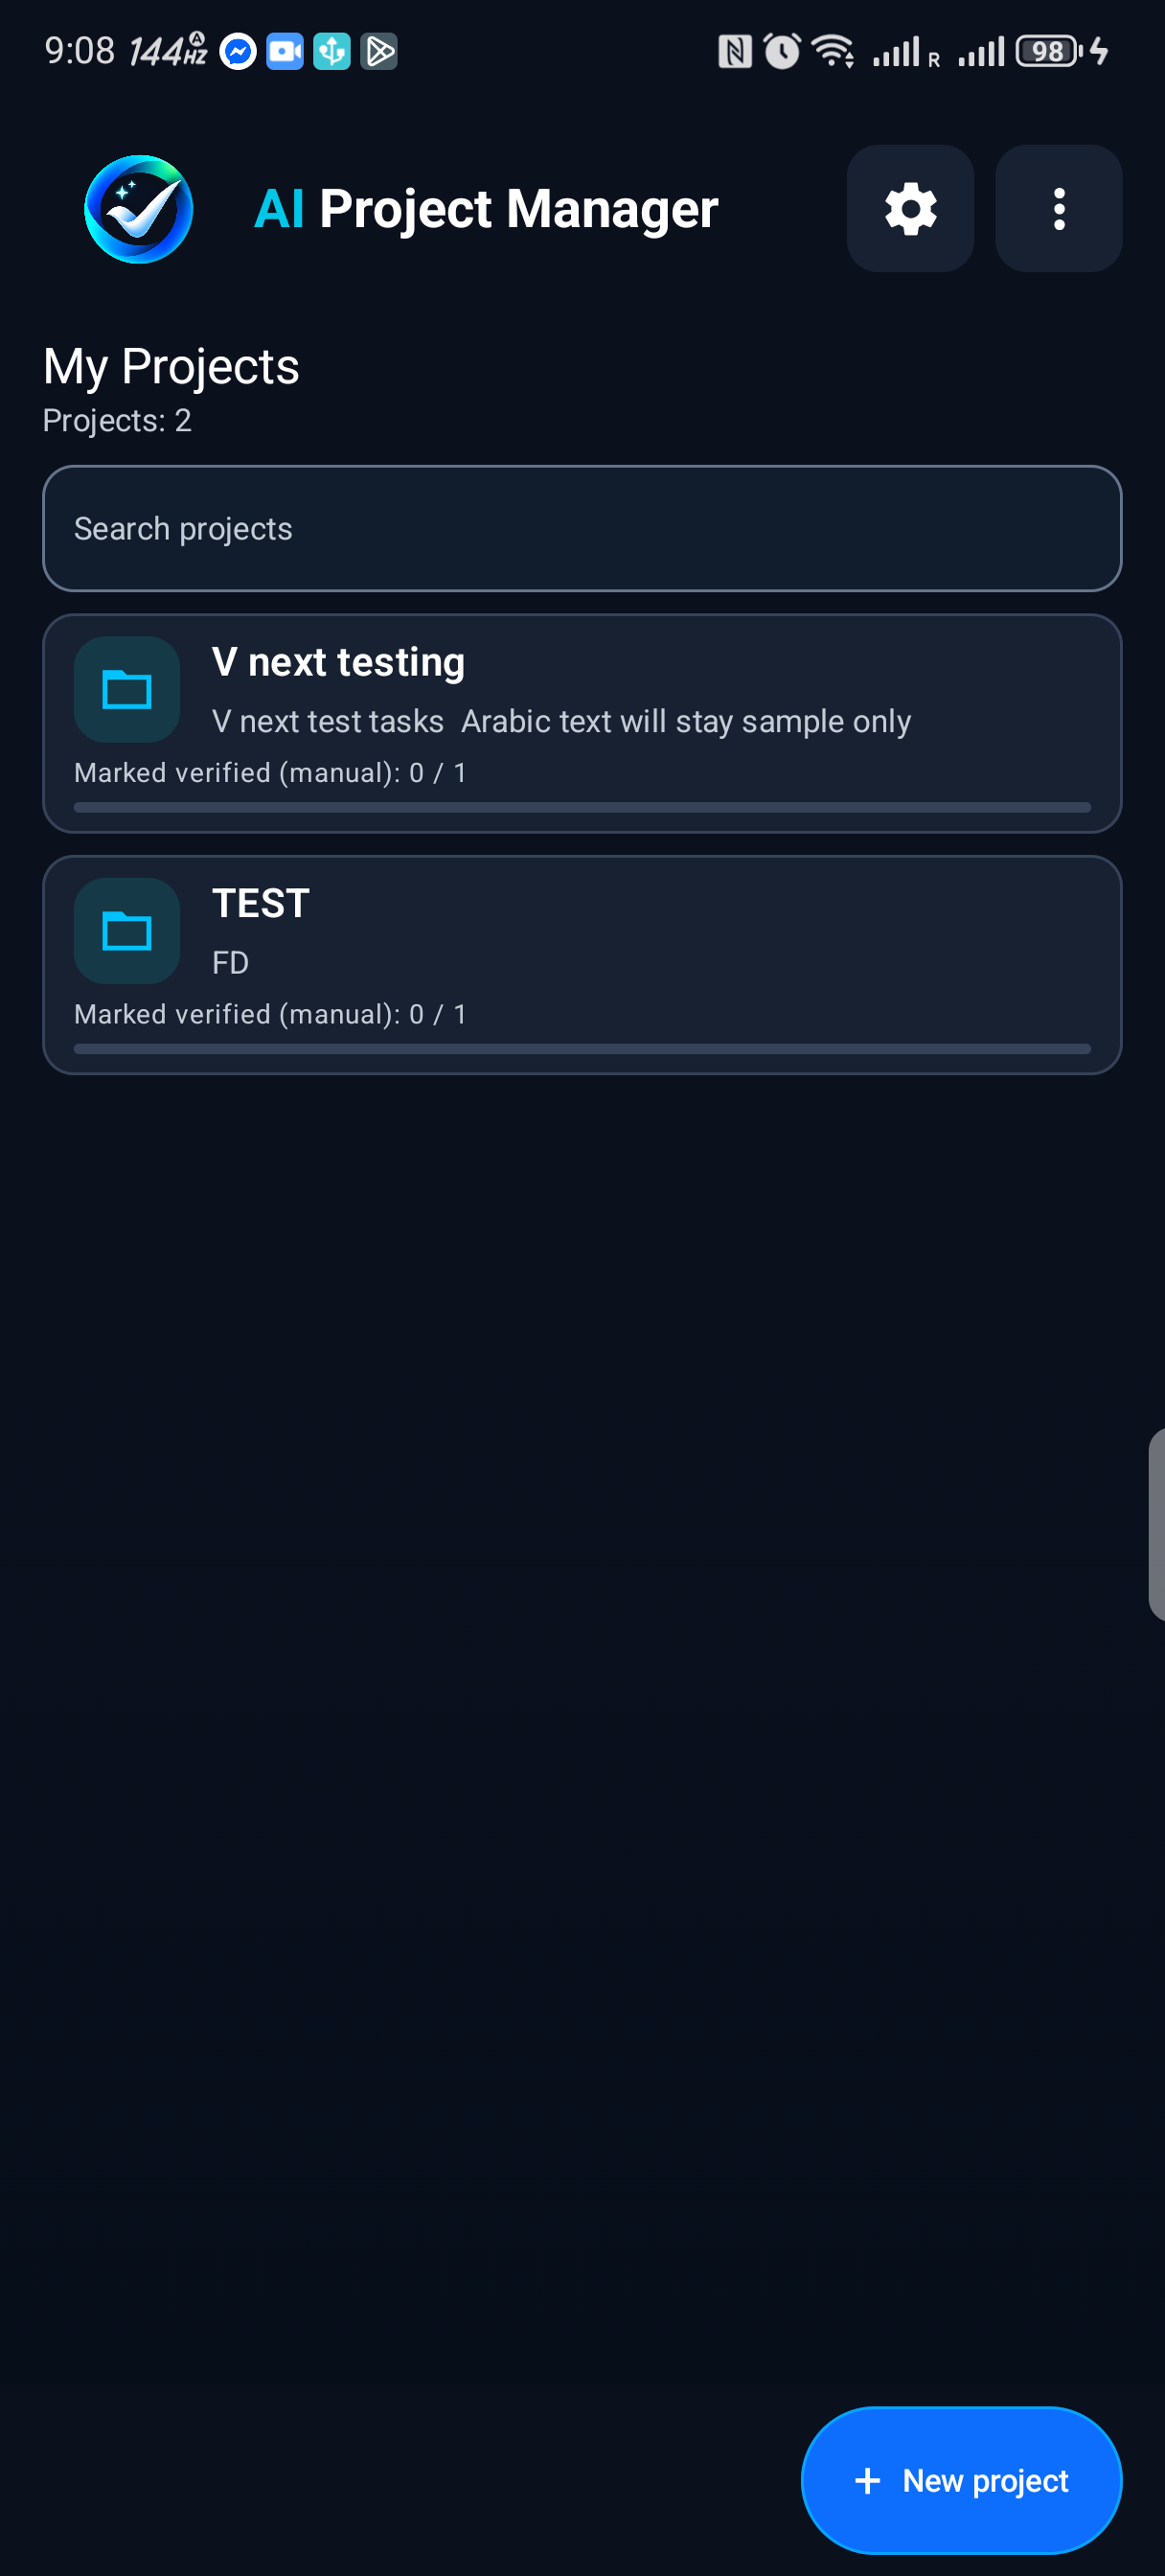 9:08 144HZ A R 98
AI Project Manager
My Projects
Projects: 2
Search projects
V next testing
V next test tasks  Arabic text will stay sample only
Marked verified (manual): 0 / 1
TEST
FD
Marked verified (manual): 0 / 1
+ New project